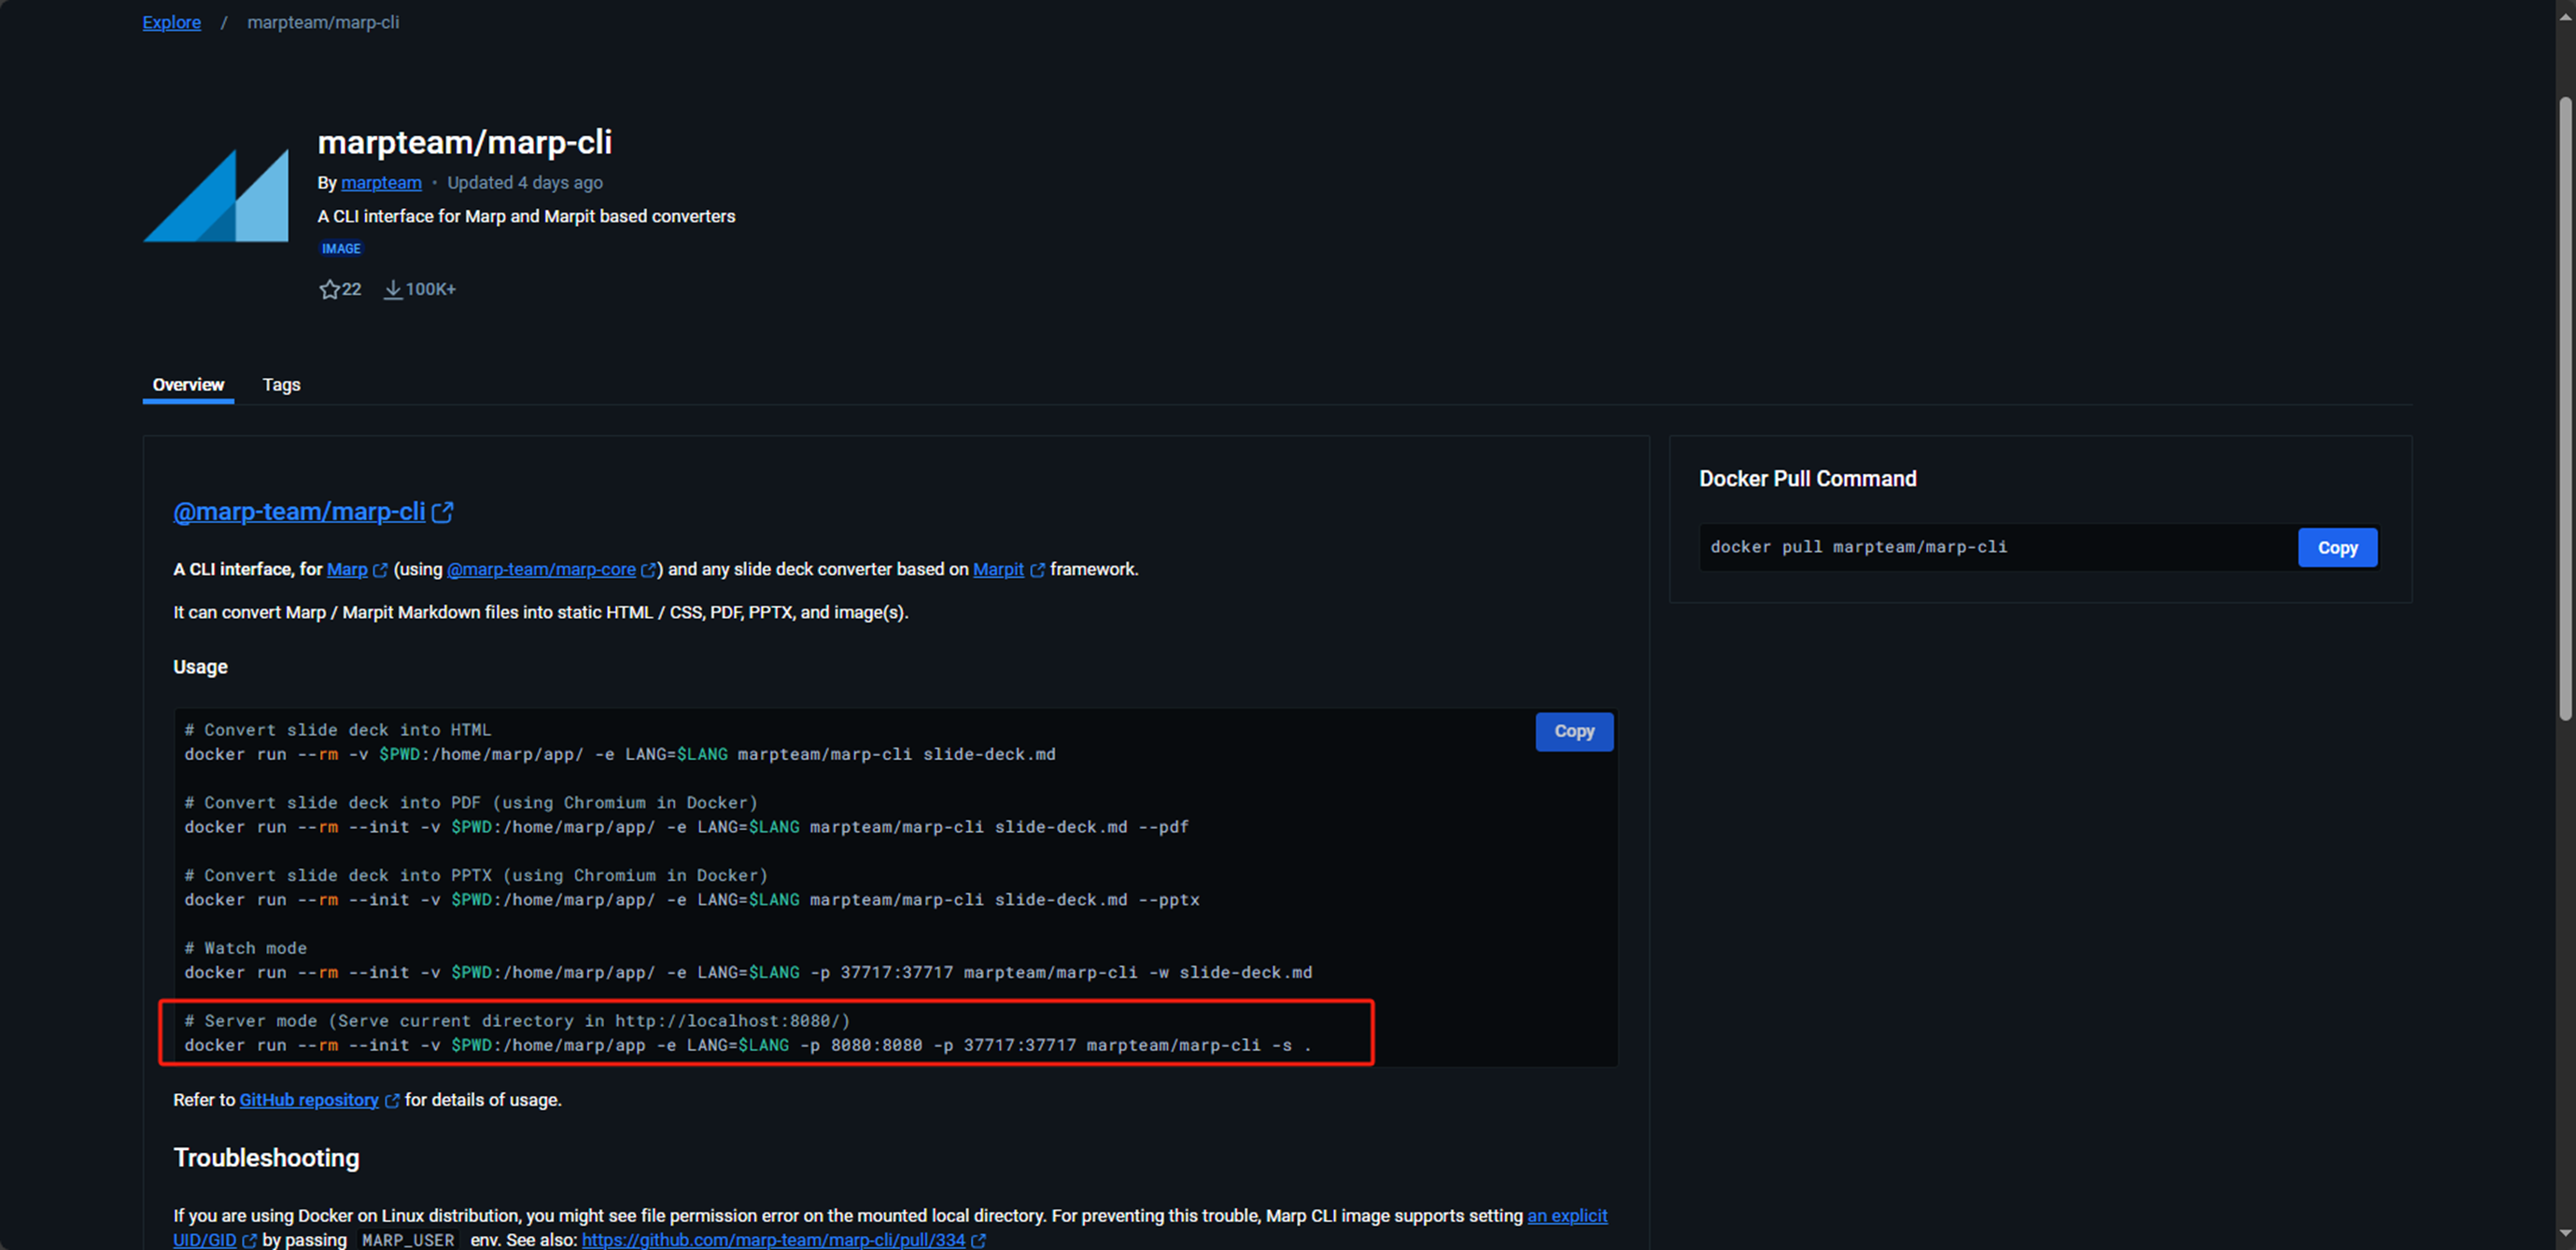 Explore / marpteam/marp-cli
marpteam/marp-cli
By marpteam · Updated 4 days ago
A CLI interface for Marp and Marpit based converters
IMAGE
22 100K+
Overview Tags
@marp-team/marp-cli
A CLI interface, for Marp (using @marp-team/marp-core) and any slide deck converter based on Marpit framework.
It can convert Marp / Marpit Markdown files into static HTML / CSS, PDF, PPTX, and image(s).
Usage
Copy
# Convert slide deck into HTML
docker run --rm -v $PWD:/home/marp/app/ -e LANG=$LANG marpteam/marp-cli slide-deck.md
# Convert slide deck into PDF (using Chromium in Docker)
docker run --rm --init -v $PWD:/home/marp/app/ -e LANG=$LANG marpteam/marp-cli slide-deck.md --pdf
# Convert slide deck into PPTX (using Chromium in Docker)
docker run --rm --init -v $PWD:/home/marp/app/ -e LANG=$LANG marpteam/marp-cli slide-deck.md --pptx
# Watch mode
docker run --rm --init -v $PWD:/home/marp/app/ -e LANG=$LANG -p 37717:37717 marpteam/marp-cli -w slide-deck.md
# Server mode (Serve current directory in http://localhost:8080/)
docker run --rm --init -v $PWD:/home/marp/app -e LANG=$LANG -p 8080:8080 -p 37717:37717 marpteam/marp-cli -s .
Refer to GitHub repository for details of usage.
Troubleshooting
If you are using Docker on Linux distribution, you might see file permission error on the mounted local directory. For preventing this trouble, Marp CLI image supports setting an explicit
UID/GID by passing MARP_USER env. See also: https://github.com/marp-team/marp-cli/pull/334
Docker Pull Command
docker pull marpteam/marp-cli
Copy